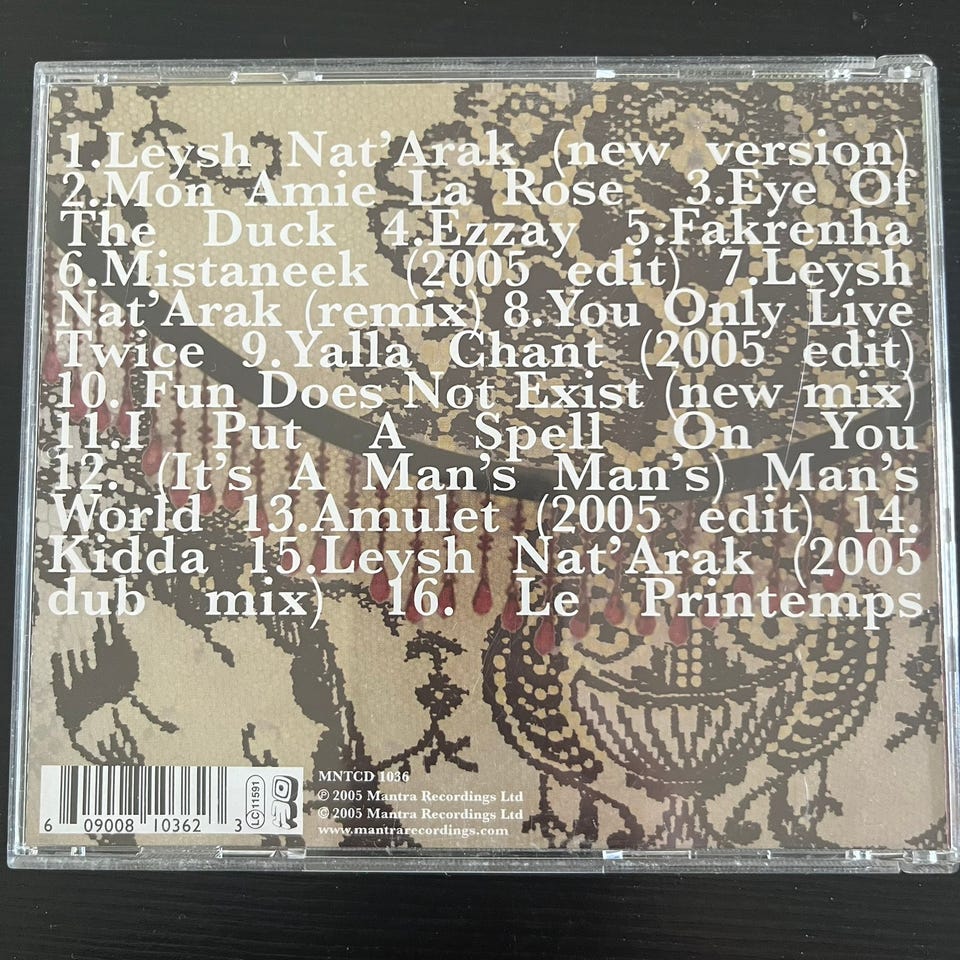 1.Leysh Nat'Arak (new version)
2.Mon Amie La Rose 3.Eye Of
The Duck 4.Ezzay 5.Fakrenha
6.Mistaneek (2005 edit) 7.Leysh
Nat'Arak (remix) 8.You Only Live
Twice 9.Yalla Chant (2005 edit)
10. Fun Does Not Exist (new mix)
11.I Put A Spell On You
12. (It's A Man's Man's) Man's
World 13.Amulet (2005 edit) 14.
Kidda 15.Leysh Nat'Arak (2005
dub mix) 16. Le Printemps
MNTCD 1036
℗ 2005 Mantra Recordings Ltd
© 2005 Mantra Recordings Ltd
www.mantrarecordings.com
6 09008 10362 3
LC 11591